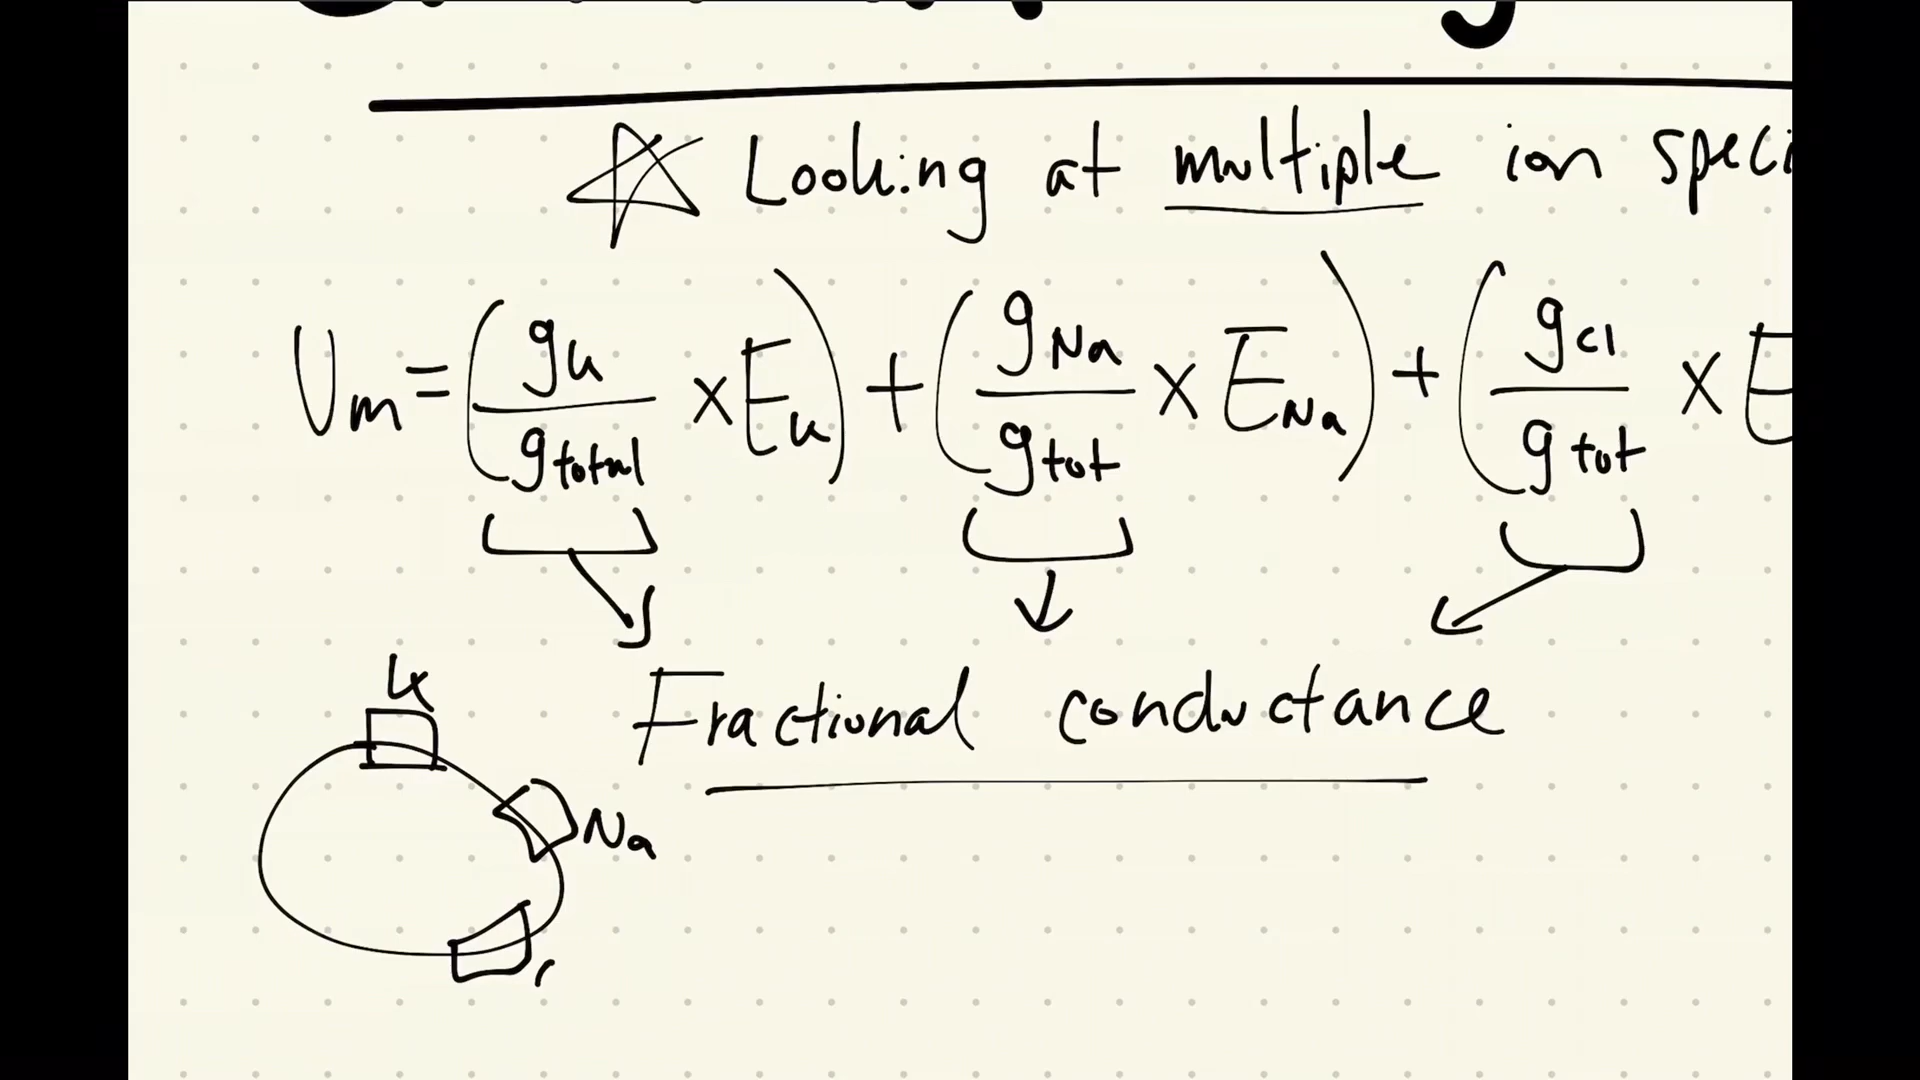 Looking at multiple ion speci
Vm = (gK/gtotal × EK) + (gNa/gtot × ENa) + (gCl/gtot × E
Fractional conductance
K
Na